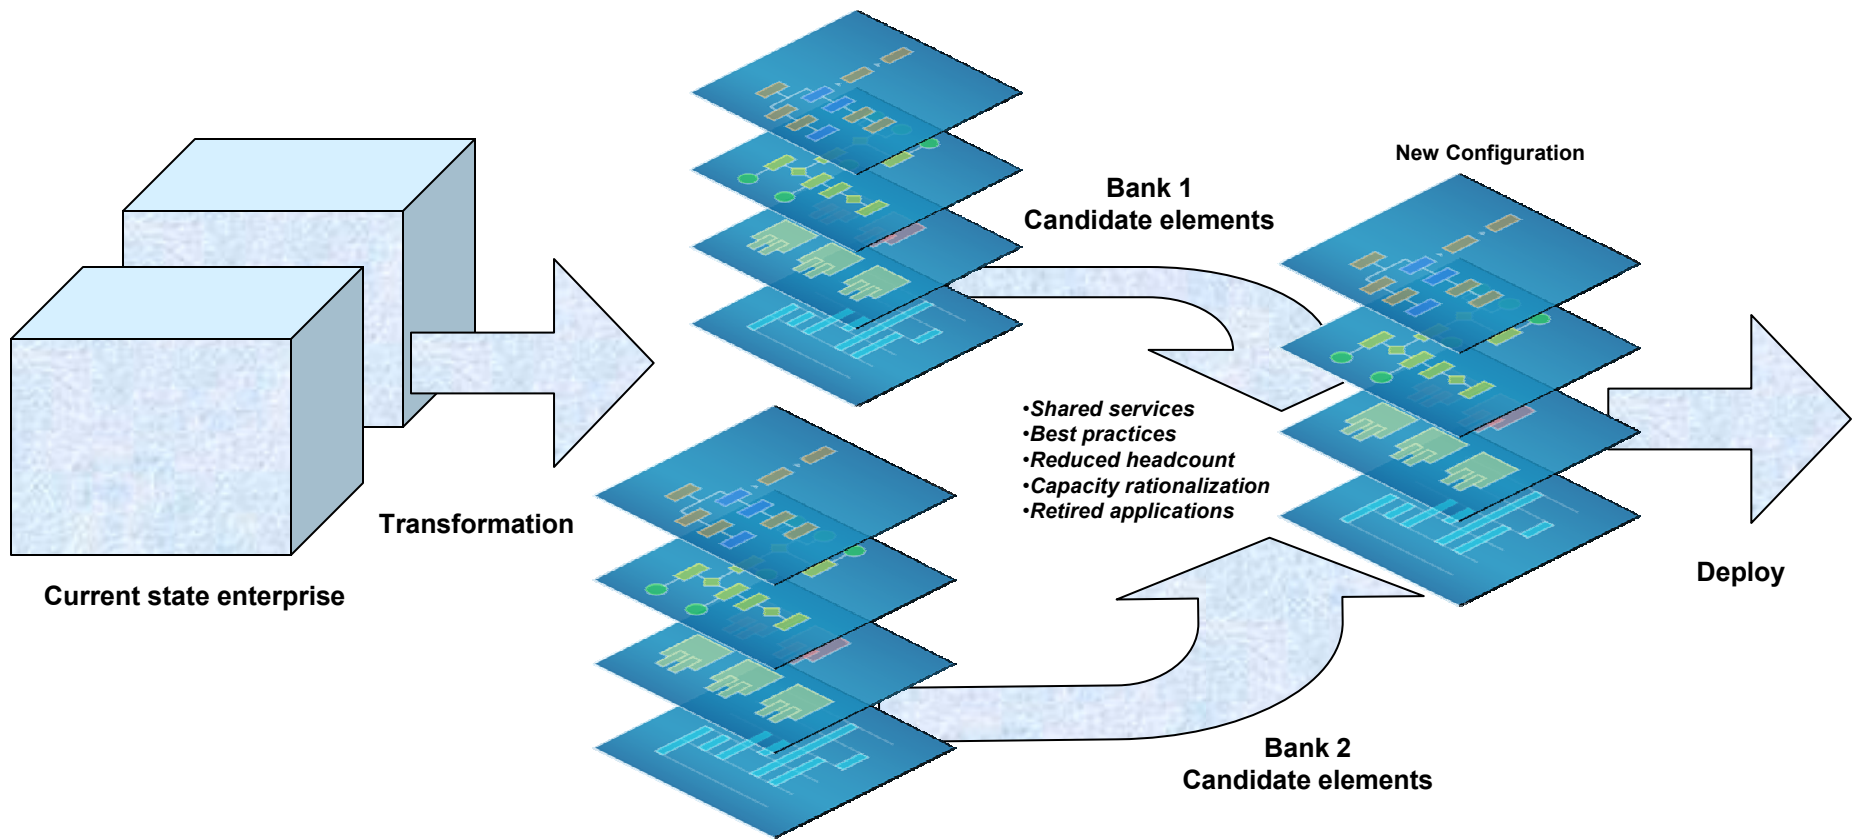 New Configuration
Bank 1
Candidate elements
•Shared services
•Best practices
•Reduced headcount
•Capacity rationalization
•Retired applications
Transformation
Current state enterprise
Deploy
Bank 2
Candidate elements